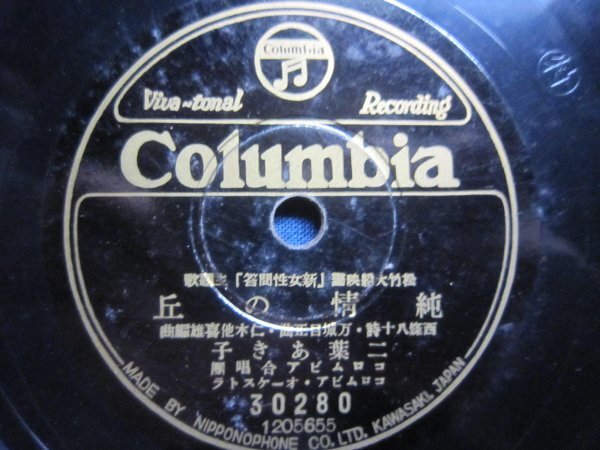 Columbia
Viva-tonal Recording
Columbia
松竹大船映畫『新女性問答』主題歌
純情の丘
西條八十詩・万城目正曲・仁木他喜雄編曲
二葉あき子
コロムビア合唱團
コロムビア・オーケストラ
30280
1205655
MADE BY NIPPONOPHONE CO. LTD. KAWASAKI, JAPAN